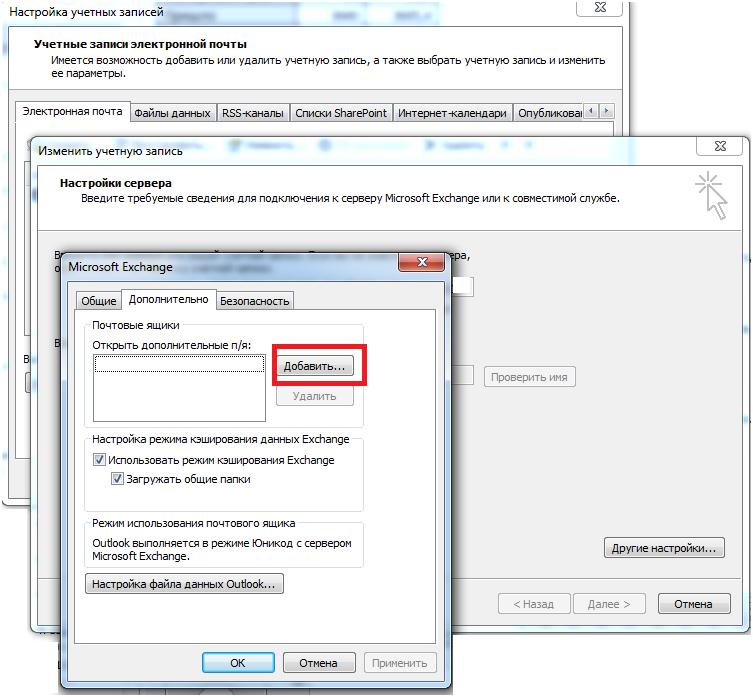 Настройка учетных записей
Учетные записи электронной почты
Имеется возможность добавить или удалить учетную запись, а также выбрать учетную запись и изменить
ее параметры.
Электронная почта Файлы данных RSS-каналы Списки SharePoint Интернет-календари
Изменить учетную запись
Настройки сервера
Введите требуемые сведения для подключения к серверу Microsoft Exchange или к совместимой службе.
Microsoft Exchange
Общие Дополнительно Безопасность
Почтовые ящики
Открыть дополнительные п/я:
Добавить...
Удалить
Проверить имя
Настройка режима кэширования данных Exchange
Использовать режим кэширования Exchange
Загружать общие папки
Режим использования почтового ящика
Outlook выполняется в режиме Юникод с сервером
Microsoft Exchange.
Другие настройки...
Настройка файла данных Outlook...
< Назад Далее > Отмена
ОК Отмена Применить